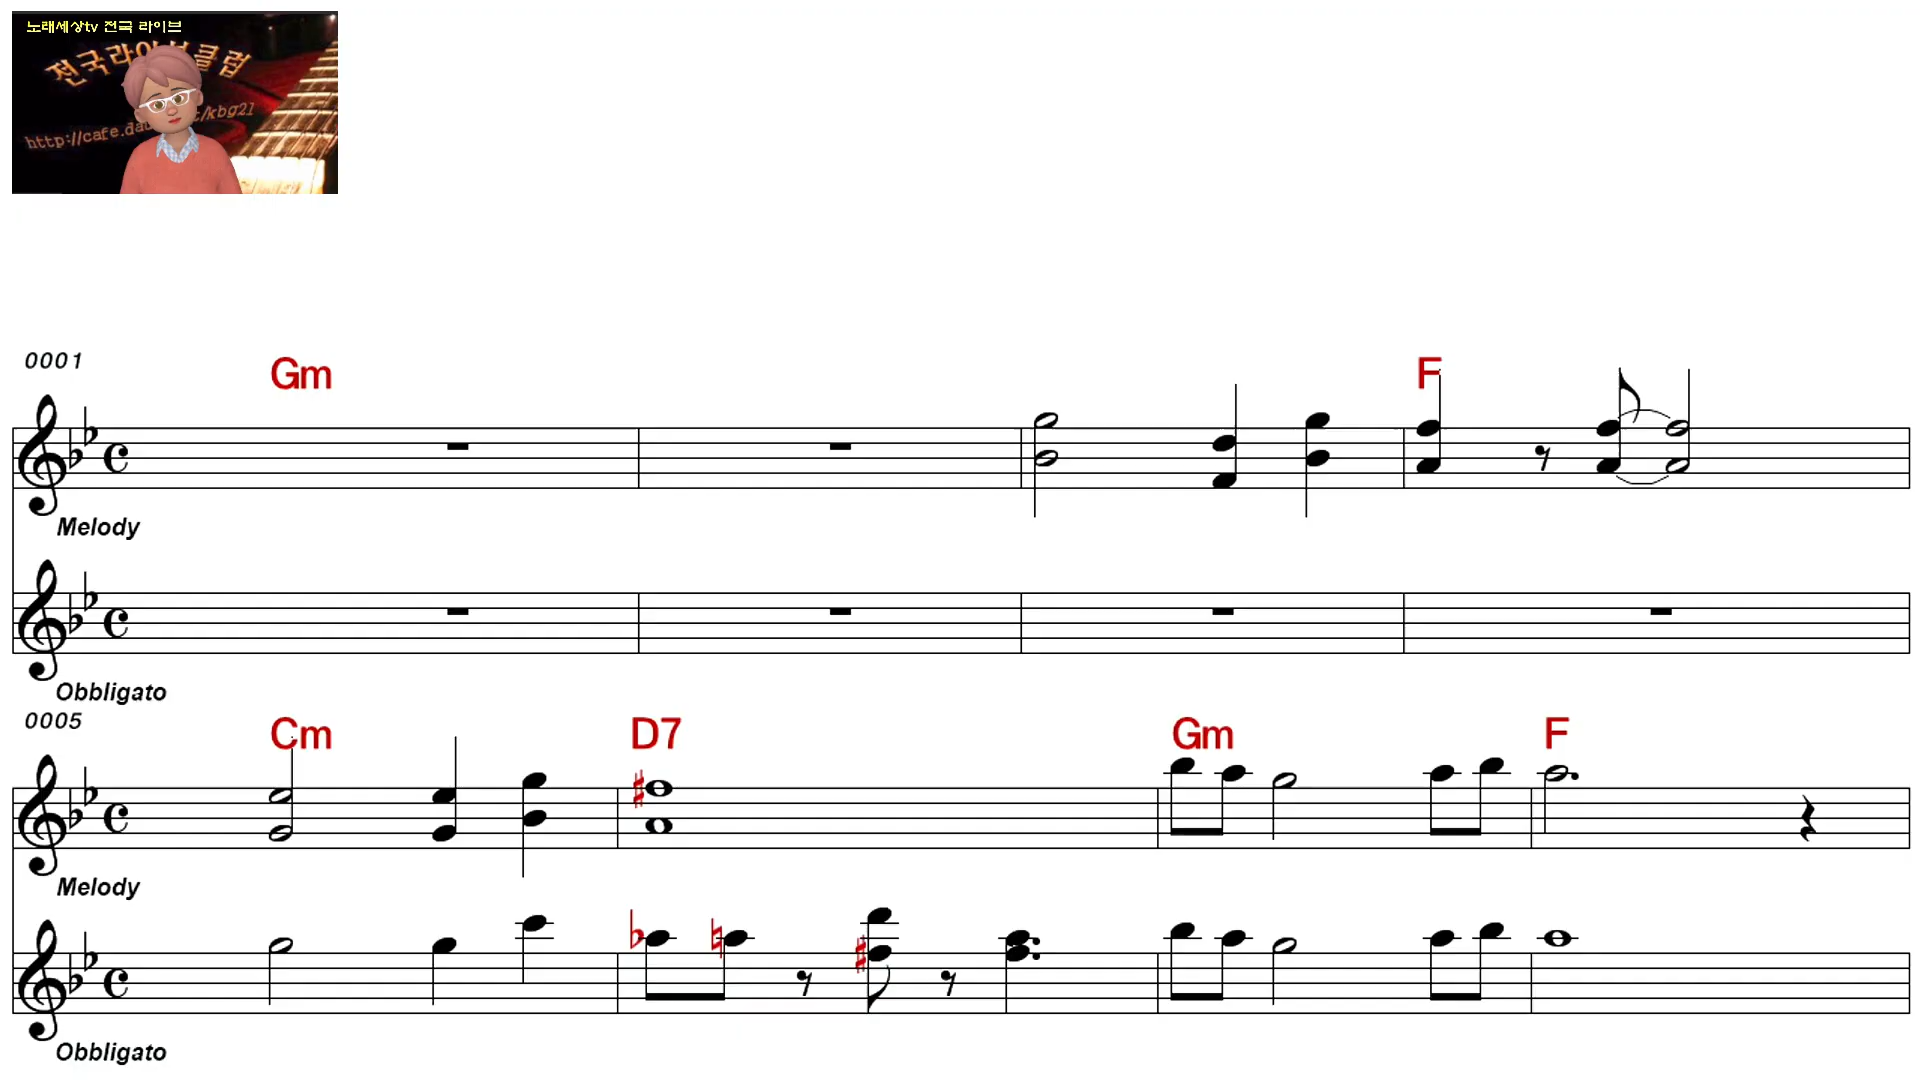 노래세상tv 전국 라이브
전국라이브클럽
http://cafe.da
t/kbg21
0001
Gm
F
Melody
Obbligato
0005
Cm
D7
Gm
F
Melody
Obbligato